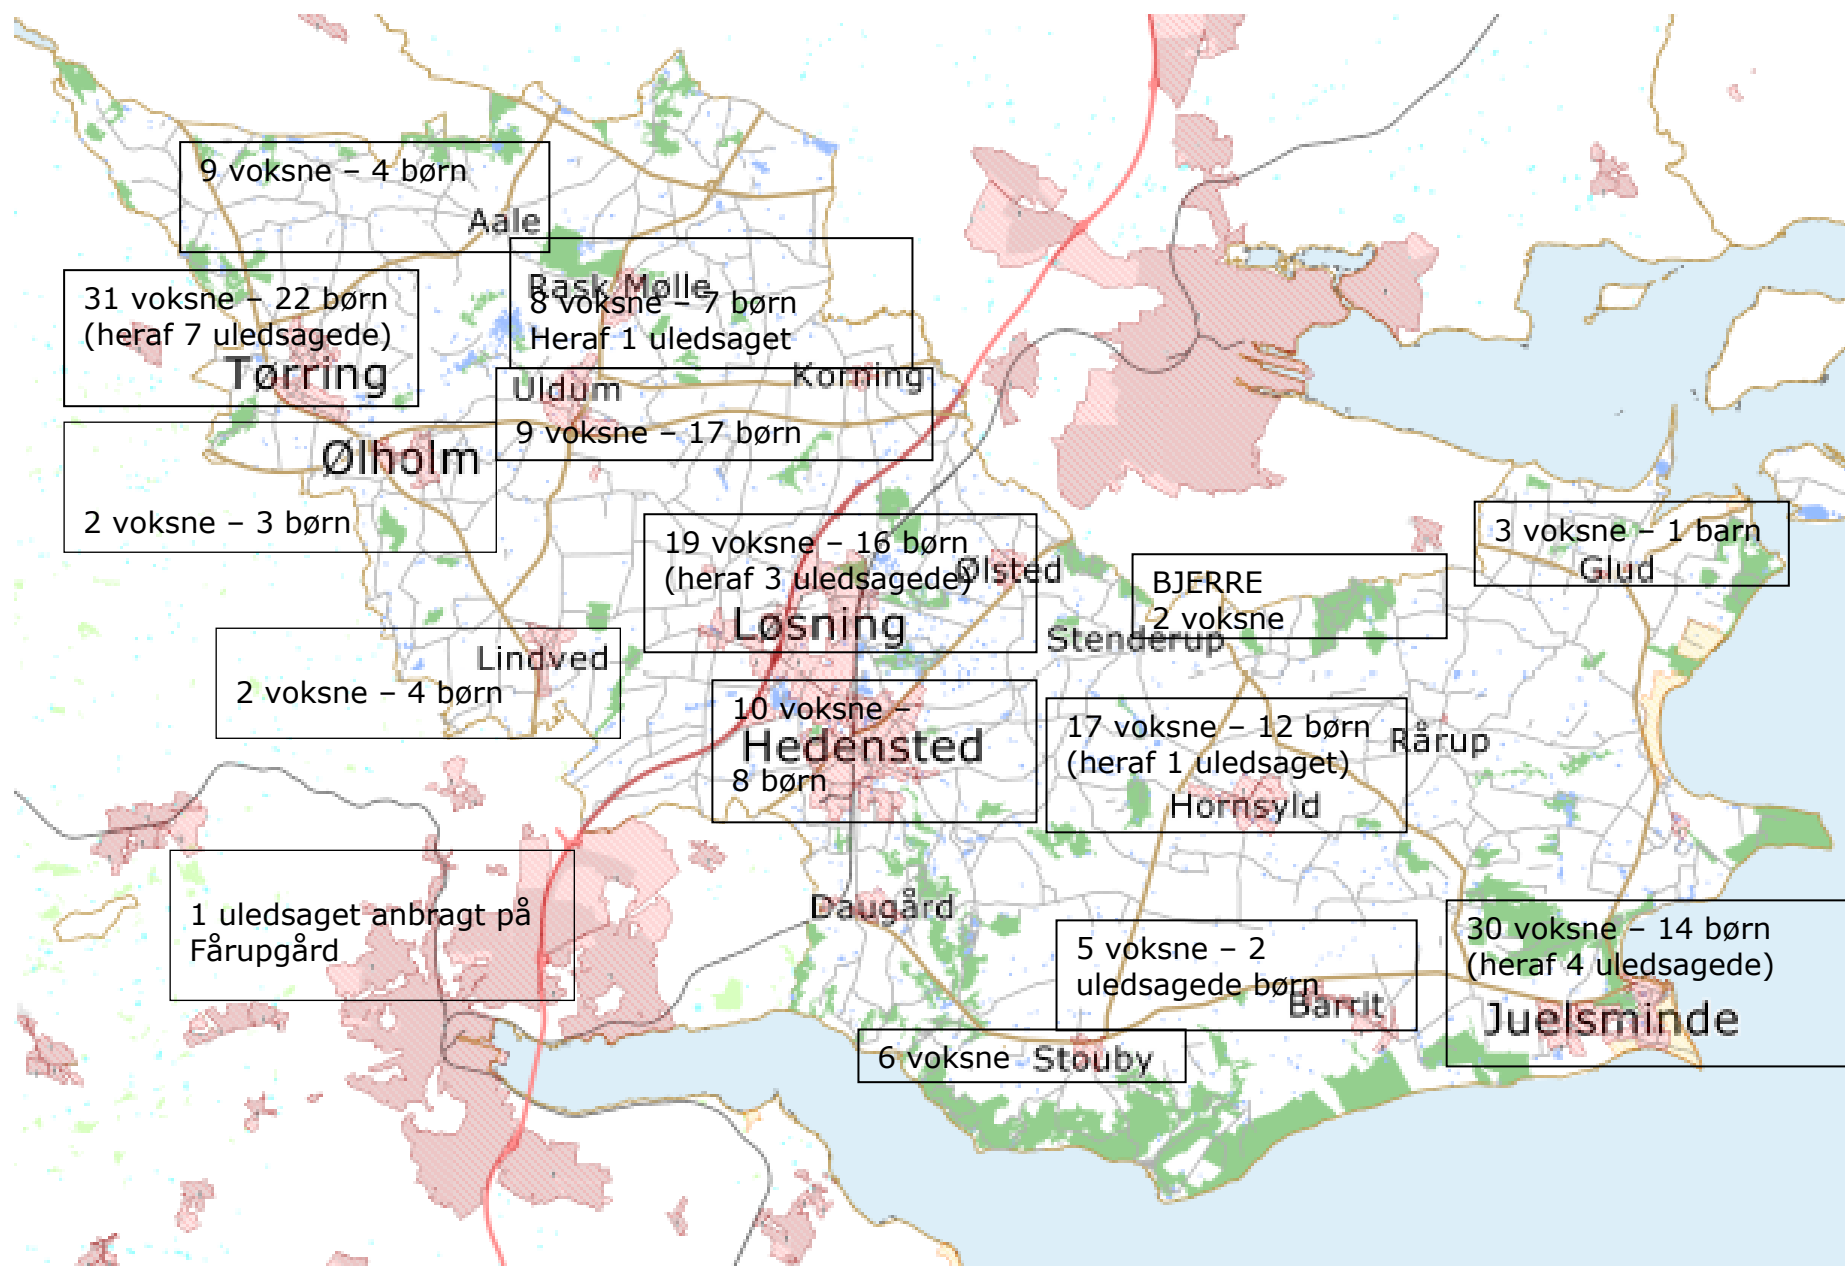 9 voksne – 4 børn
Aale
31 voksne – 22 børn
(heraf 7 uledsagede)
Tørring
Rask Mølle
8 voksne – 7 børn
Heraf 1 uledsaget
Uldum
Korning
9 voksne – 17 børn
Ølholm
2 voksne – 3 børn
19 voksne – 16 børn
(heraf 3 uledsagede)
Ølsted
Løsning
BJERRE
2 voksne
Stenderup
3 voksne – 1 barn
Glud
Lindved
2 voksne – 4 børn
10 voksne –
Hedensted
8 børn
17 voksne – 12 børn
(heraf 1 uledsaget)
Hornsyld
Rårup
1 uledsaget anbragt på
Fårupgård
Daugård
5 voksne – 2
uledsagede børn
Barrit
30 voksne – 14 børn
(heraf 4 uledsagede)
Juelsminde
6 voksne
Stouby